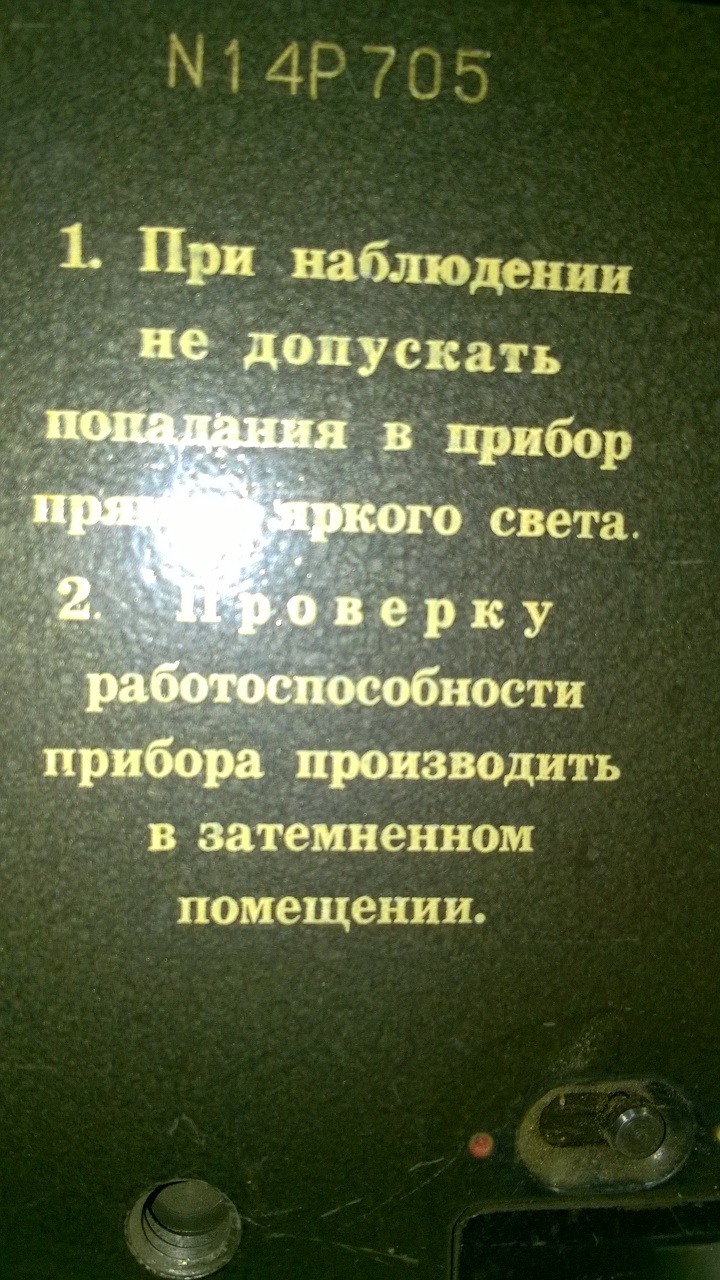 N14P705
1. При наблюдении
не допускать
попадания в прибор
яркого света.
2. Проверку
работоспособности
прибора производить
в затемненном
помещении.